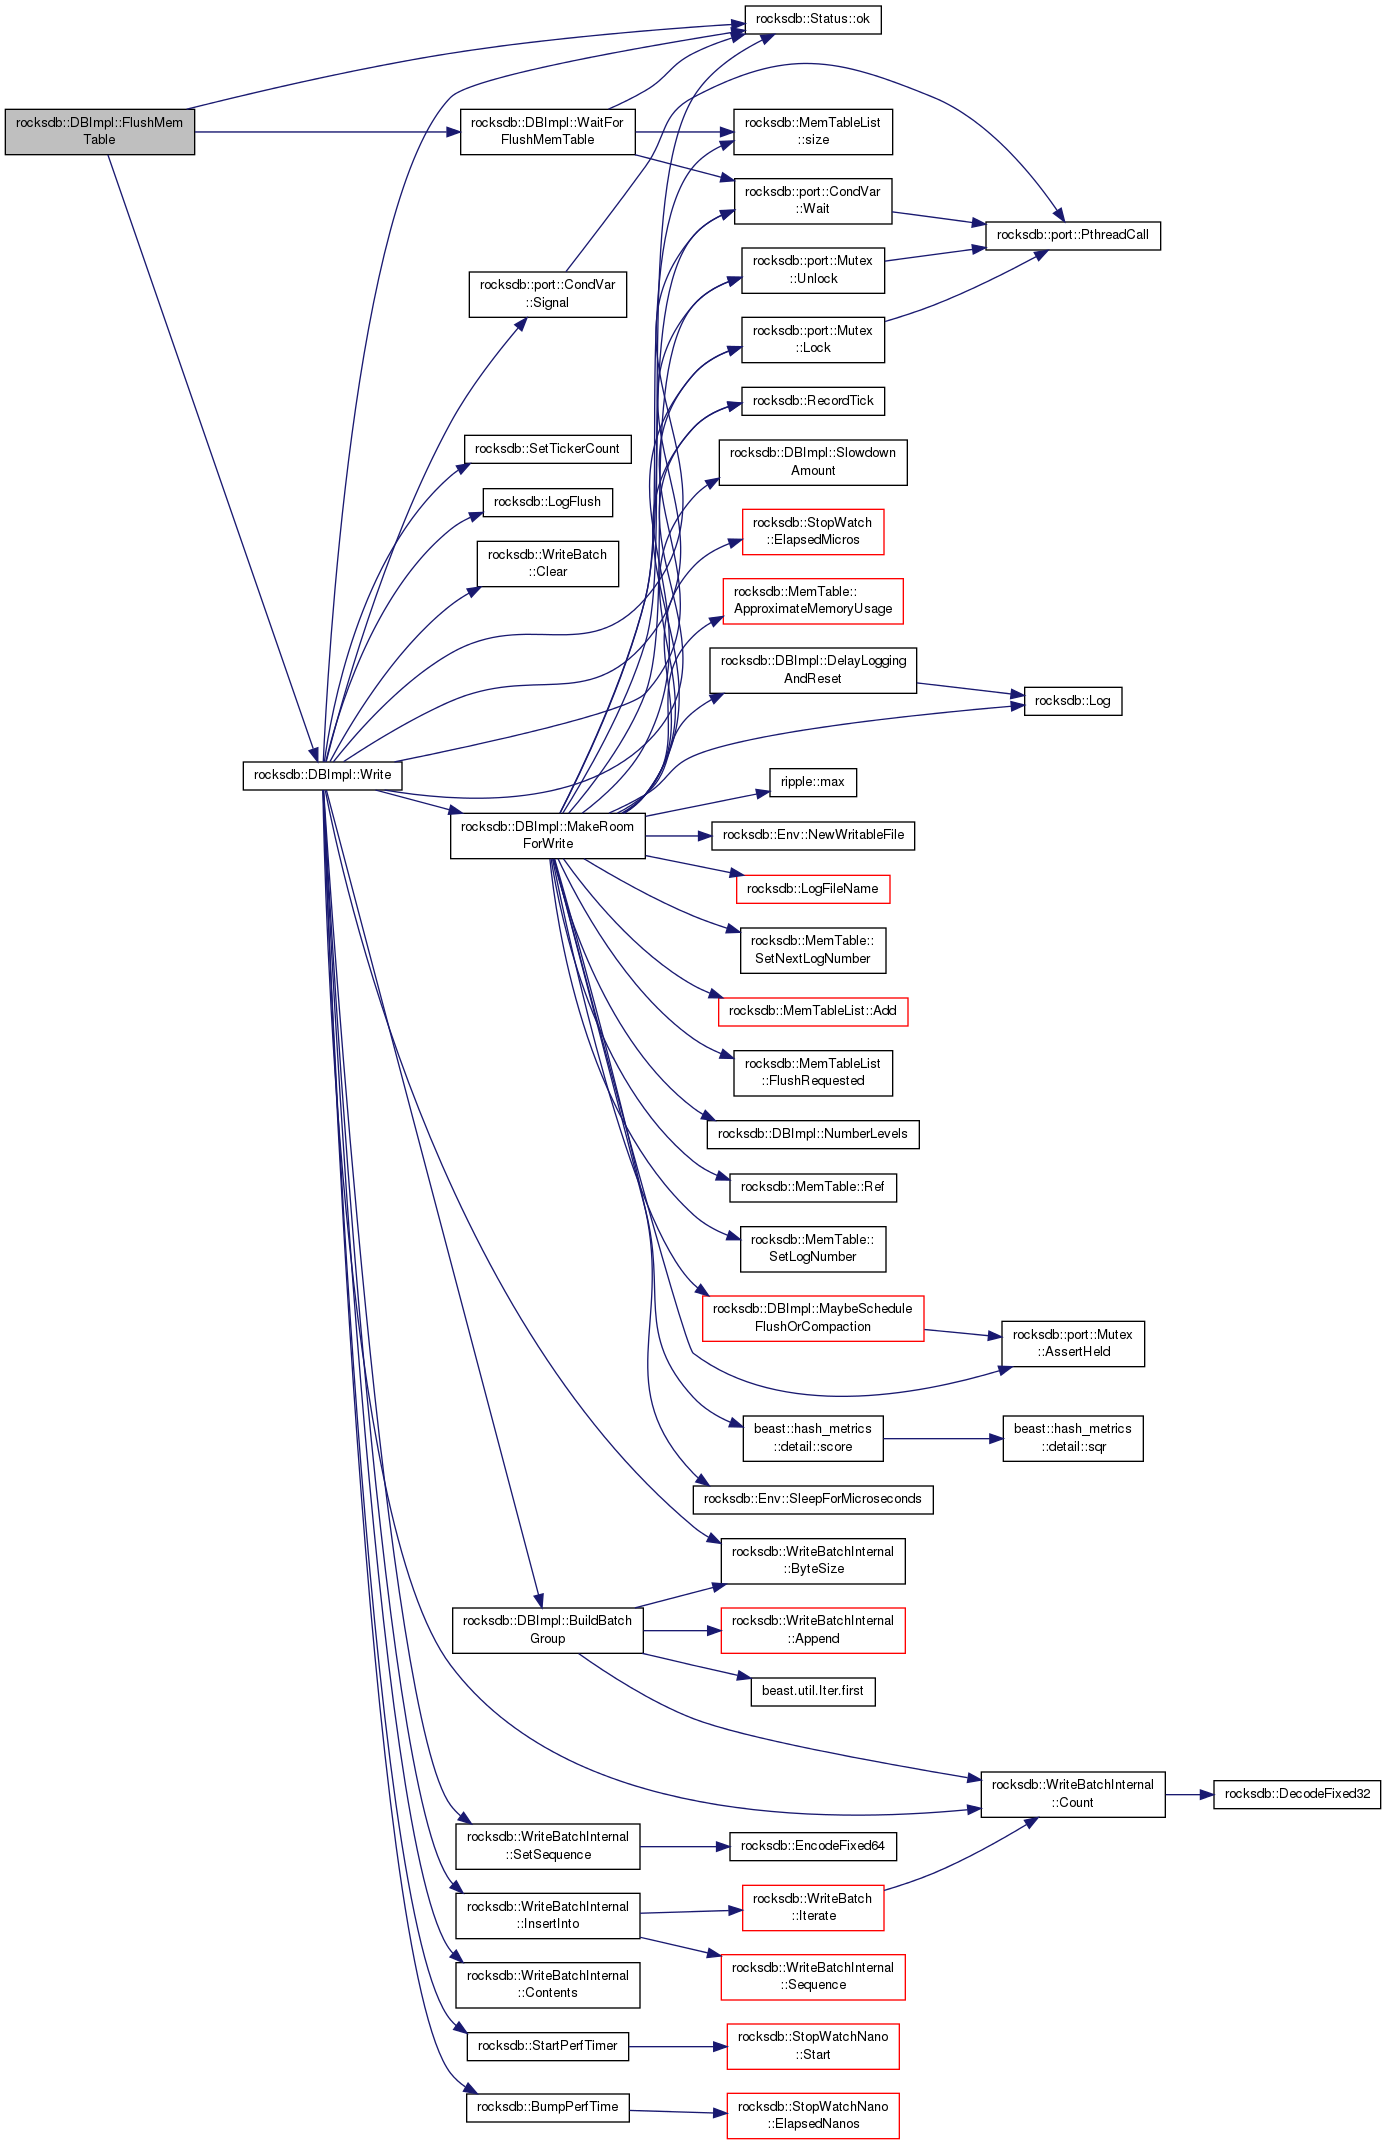 rocksdb::DBImpl::FlushMem
Table
rocksdb::DBImpl::Write
rocksdb::DBImpl::WaitFor
FlushMemTable
rocksdb::port::CondVar
::Signal
rocksdb::SetTickerCount
rocksdb::LogFlush
rocksdb::WriteBatch
::Clear
rocksdb::DBImpl::MakeRoom
ForWrite
rocksdb::DBImpl::BuildBatch
Group
rocksdb::WriteBatchInternal
::SetSequence
rocksdb::WriteBatchInternal
::InsertInto
rocksdb::WriteBatchInternal
::Contents
rocksdb::StartPerfTimer
rocksdb::BumpPerfTime
rocksdb::Status::ok
rocksdb::MemTableList
::size
rocksdb::port::CondVar
::Wait
rocksdb::port::Mutex
::Unlock
rocksdb::port::Mutex
::Lock
rocksdb::RecordTick
rocksdb::DBImpl::Slowdown
Amount
rocksdb::StopWatch
::ElapsedMicros
rocksdb::MemTable::
ApproximateMemoryUsage
rocksdb::DBImpl::DelayLogging
AndReset
ripple::max
rocksdb::Env::NewWritableFile
rocksdb::LogFileName
rocksdb::MemTable::
SetNextLogNumber
rocksdb::MemTableList::Add
rocksdb::MemTableList
::FlushRequested
rocksdb::DBImpl::NumberLevels
rocksdb::MemTable::Ref
rocksdb::MemTable::
SetLogNumber
rocksdb::DBImpl::MaybeSchedule
FlushOrCompaction
beast::hash_metrics
::detail::score
rocksdb::Env::SleepForMicroseconds
rocksdb::WriteBatchInternal
::ByteSize
rocksdb::WriteBatchInternal
::Append
beast.util.Iter.first
rocksdb::EncodeFixed64
rocksdb::WriteBatch
::Iterate
rocksdb::WriteBatchInternal
::Sequence
rocksdb::StopWatchNano
::Start
rocksdb::StopWatchNano
::ElapsedNanos
rocksdb::port::PthreadCall
rocksdb::Log
rocksdb::port::Mutex
::AssertHeld
beast::hash_metrics
::detail::sqr
rocksdb::WriteBatchInternal
::Count
rocksdb::DecodeFixed32